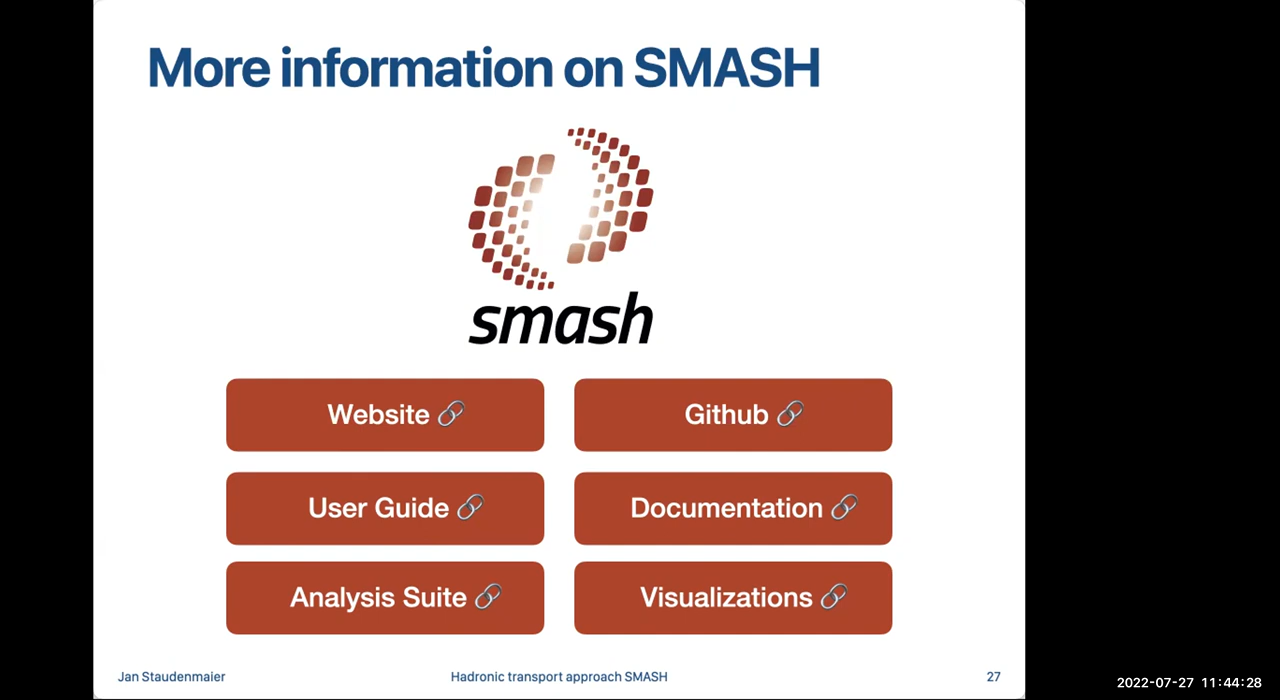 More information on SMASH
smash
Website
Github
User Guide
Documentation
Analysis Suite
Visualizations
Jan Staudenmaier
Hadronic transport approach SMASH
27
2022-07-27 11:44:28